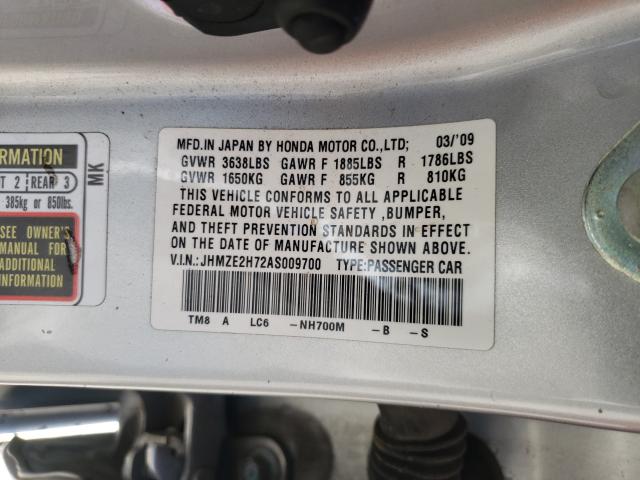 MFD.IN JAPAN BY HONDA MOTOR CO.,LTD; 03/'09
GVWR 3638LBS GAWR F 1885LBS R 1786LBS
GVWR 1650KG GAWR F 855KG R 810KG
THIS VEHICLE CONFORMS TO ALL APPLICABLE
FEDERAL MOTOR VEHICLE SAFETY ,BUMPER,
AND THEFT PREVENTION STANDARDS IN EFFECT
ON THE DATE OF MANUFACTURE SHOWN ABOVE.
V.I.N.: JHMZE2H72AS009700 TYPE:PASSENGER CAR
TM8 A LC6 -NH700M -B -S
RMATION
T 2 REAR 3
385kg or 850lbs.
SEE OWNER'S
MANUAL FOR
ADDITIONAL
INFORMATION
MK